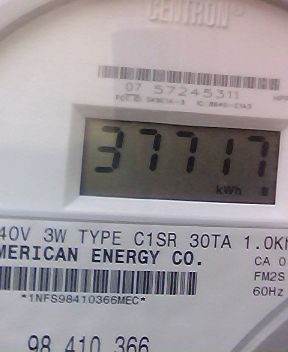 CENTRON®
07 57245311
37717
kWh
40V 3W TYPE C1SR 30TA 1.0Kh
MERICAN ENERGY CO.
CA 0
FM2S
60Hz
*1NFS98410366MEC*
98 410 366